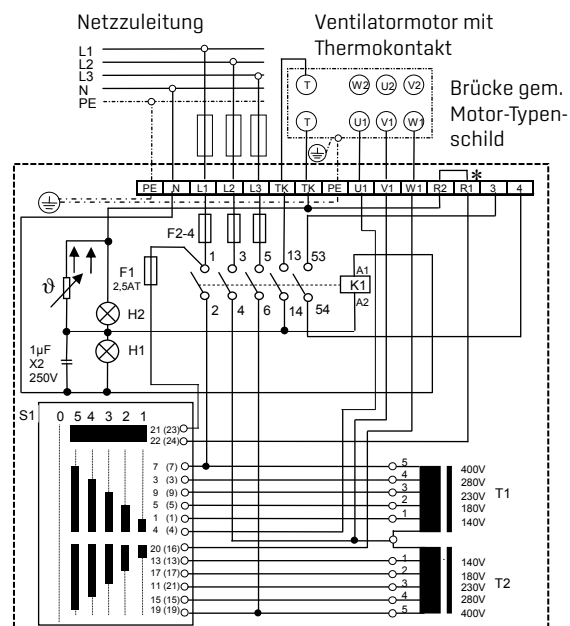 Netzzuleitung
Ventilatormotor mit
Thermokontakt
L1
L2
L3
N
PE
T W2 U2 V2
T U1 V1 W1
Brücke gem.
Motor-Typen-
schild
PE N L1 L2 L3 TK TK PE U1 V1 W1 R2 R1 3 4
*
F2-4
F1
2,5AT
1 3 5 13 53
A1
K1
A2
2 4 6 14 54
ϑ
H2
H1
1µF
X2
250V
S1
0 5 4 3 2 1
21 (23)
22 (24)
7 (7)
3 (3)
9 (9)
5 (5)
1 (1)
4 (4)
20 (16)
13 (13)
17 (17)
11 (21)
15 (15)
19 (19)
5 400V
4 280V
3 230V
2 180V
1 140V
T1
1 140V
2 180V
3 230V
4 280V
5 400V
T2